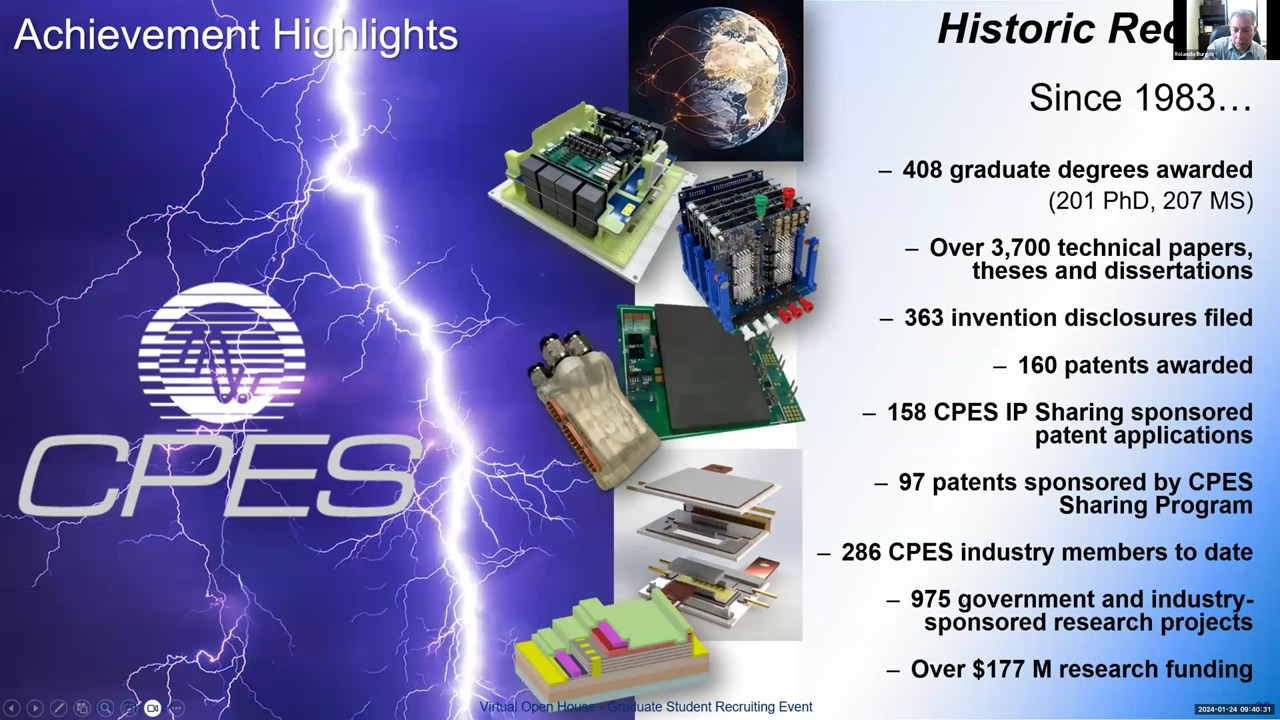 Achievement Highlights
Historic Rec
Rolando Burgos
Since 1983…
– 408 graduate degrees awarded
(201 PhD, 207 MS)
– Over 3,700 technical papers,
theses and dissertations
– 363 invention disclosures filed
– 160 patents awarded
– 158 CPES IP Sharing sponsored
patent applications
– 97 patents sponsored by CPES
Sharing Program
– 286 CPES industry members to date
– 975 government and industry-
sponsored research projects
– Over $177 M research funding
CPES
Virtual Open House - Graduate Student Recruiting Event
2024-01-24 09:40:31